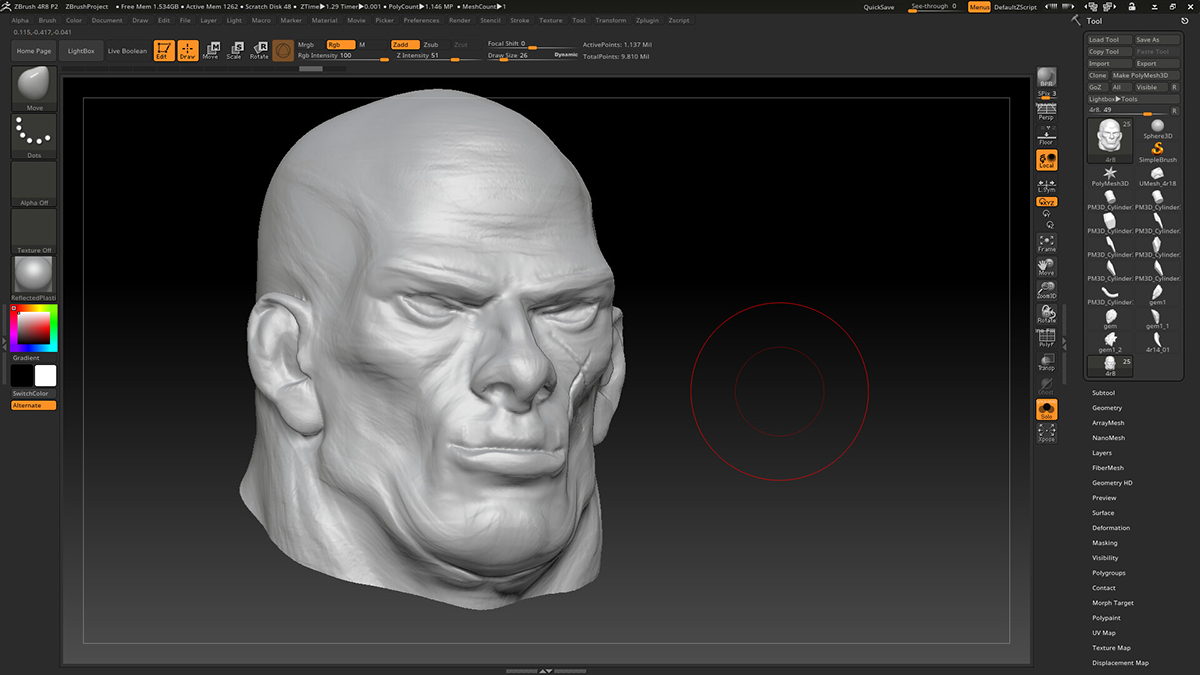 ZBrush 4R8 P2 ZBrushProject • Free Mem 1.534GB • Active Mem 1262 • Scratch Disk 48 • ZTime▶1.29 Timer▶0.001 • PolyCount▶1.146 MP • MeshCount▶1 QuickSave See-through 0 Menus DefaultZScript
Alpha Brush Color Document Draw Edit File Layer Light Macro Marker Material Movie Picker Preferences Render Stencil Stroke Texture Tool Transform Zplugin Zscript
0.115,-0.417,-0.041
Home Page LightBox Live Boolean Edit Draw Move Scale Rotate
Mrgb Rgb M Zadd Zsub Zcut
Rgb Intensity 100 Z Intensity 51
Focal Shift 0 ActivePoints: 1.137 Mil
Draw Size 26 Dynamic TotalPoints: 9.810 Mil
Move
Dots
Alpha Off
Texture Off
ReflectedPlasti
Gradient
SwitchColor
Alternate
BPR
SPix 3
Dynamic
Persp
Floor
Local
L.Sym
XYZ
Frame
Move
Zoom3D
Rotate
PolyF
Transp
Ghost
Solo
Xpose
Tool
Load Tool Save As
Copy Tool Paste Tool
Import Export
Clone Make PolyMesh3D
GoZ All Visible R
Lightbox▶Tools
4r8. 49 R
25
Sphere3D
4r8 SimpleBrush
PolyMesh3D UMesh_4r18
PM3D_Cylinder: PM3D_Cylinder:
PM3D_Cylinder: PM3D_Cylinder:
PM3D_Cylinder: PM3D_Cylinder:
PM3D_Cylinder: PM3D_Cylinder:
PM3D_Cylinder: gem1
gem gem1_1
gem1_2 4r14_01
25
4r8
Subtool
Geometry
ArrayMesh
NanoMesh
Layers
FiberMesh
Geometry HD
Preview
Surface
Deformation
Masking
Visibility
Polygroups
Contact
Morph Target
Polypaint
UV Map
Texture Map
Displacement Map